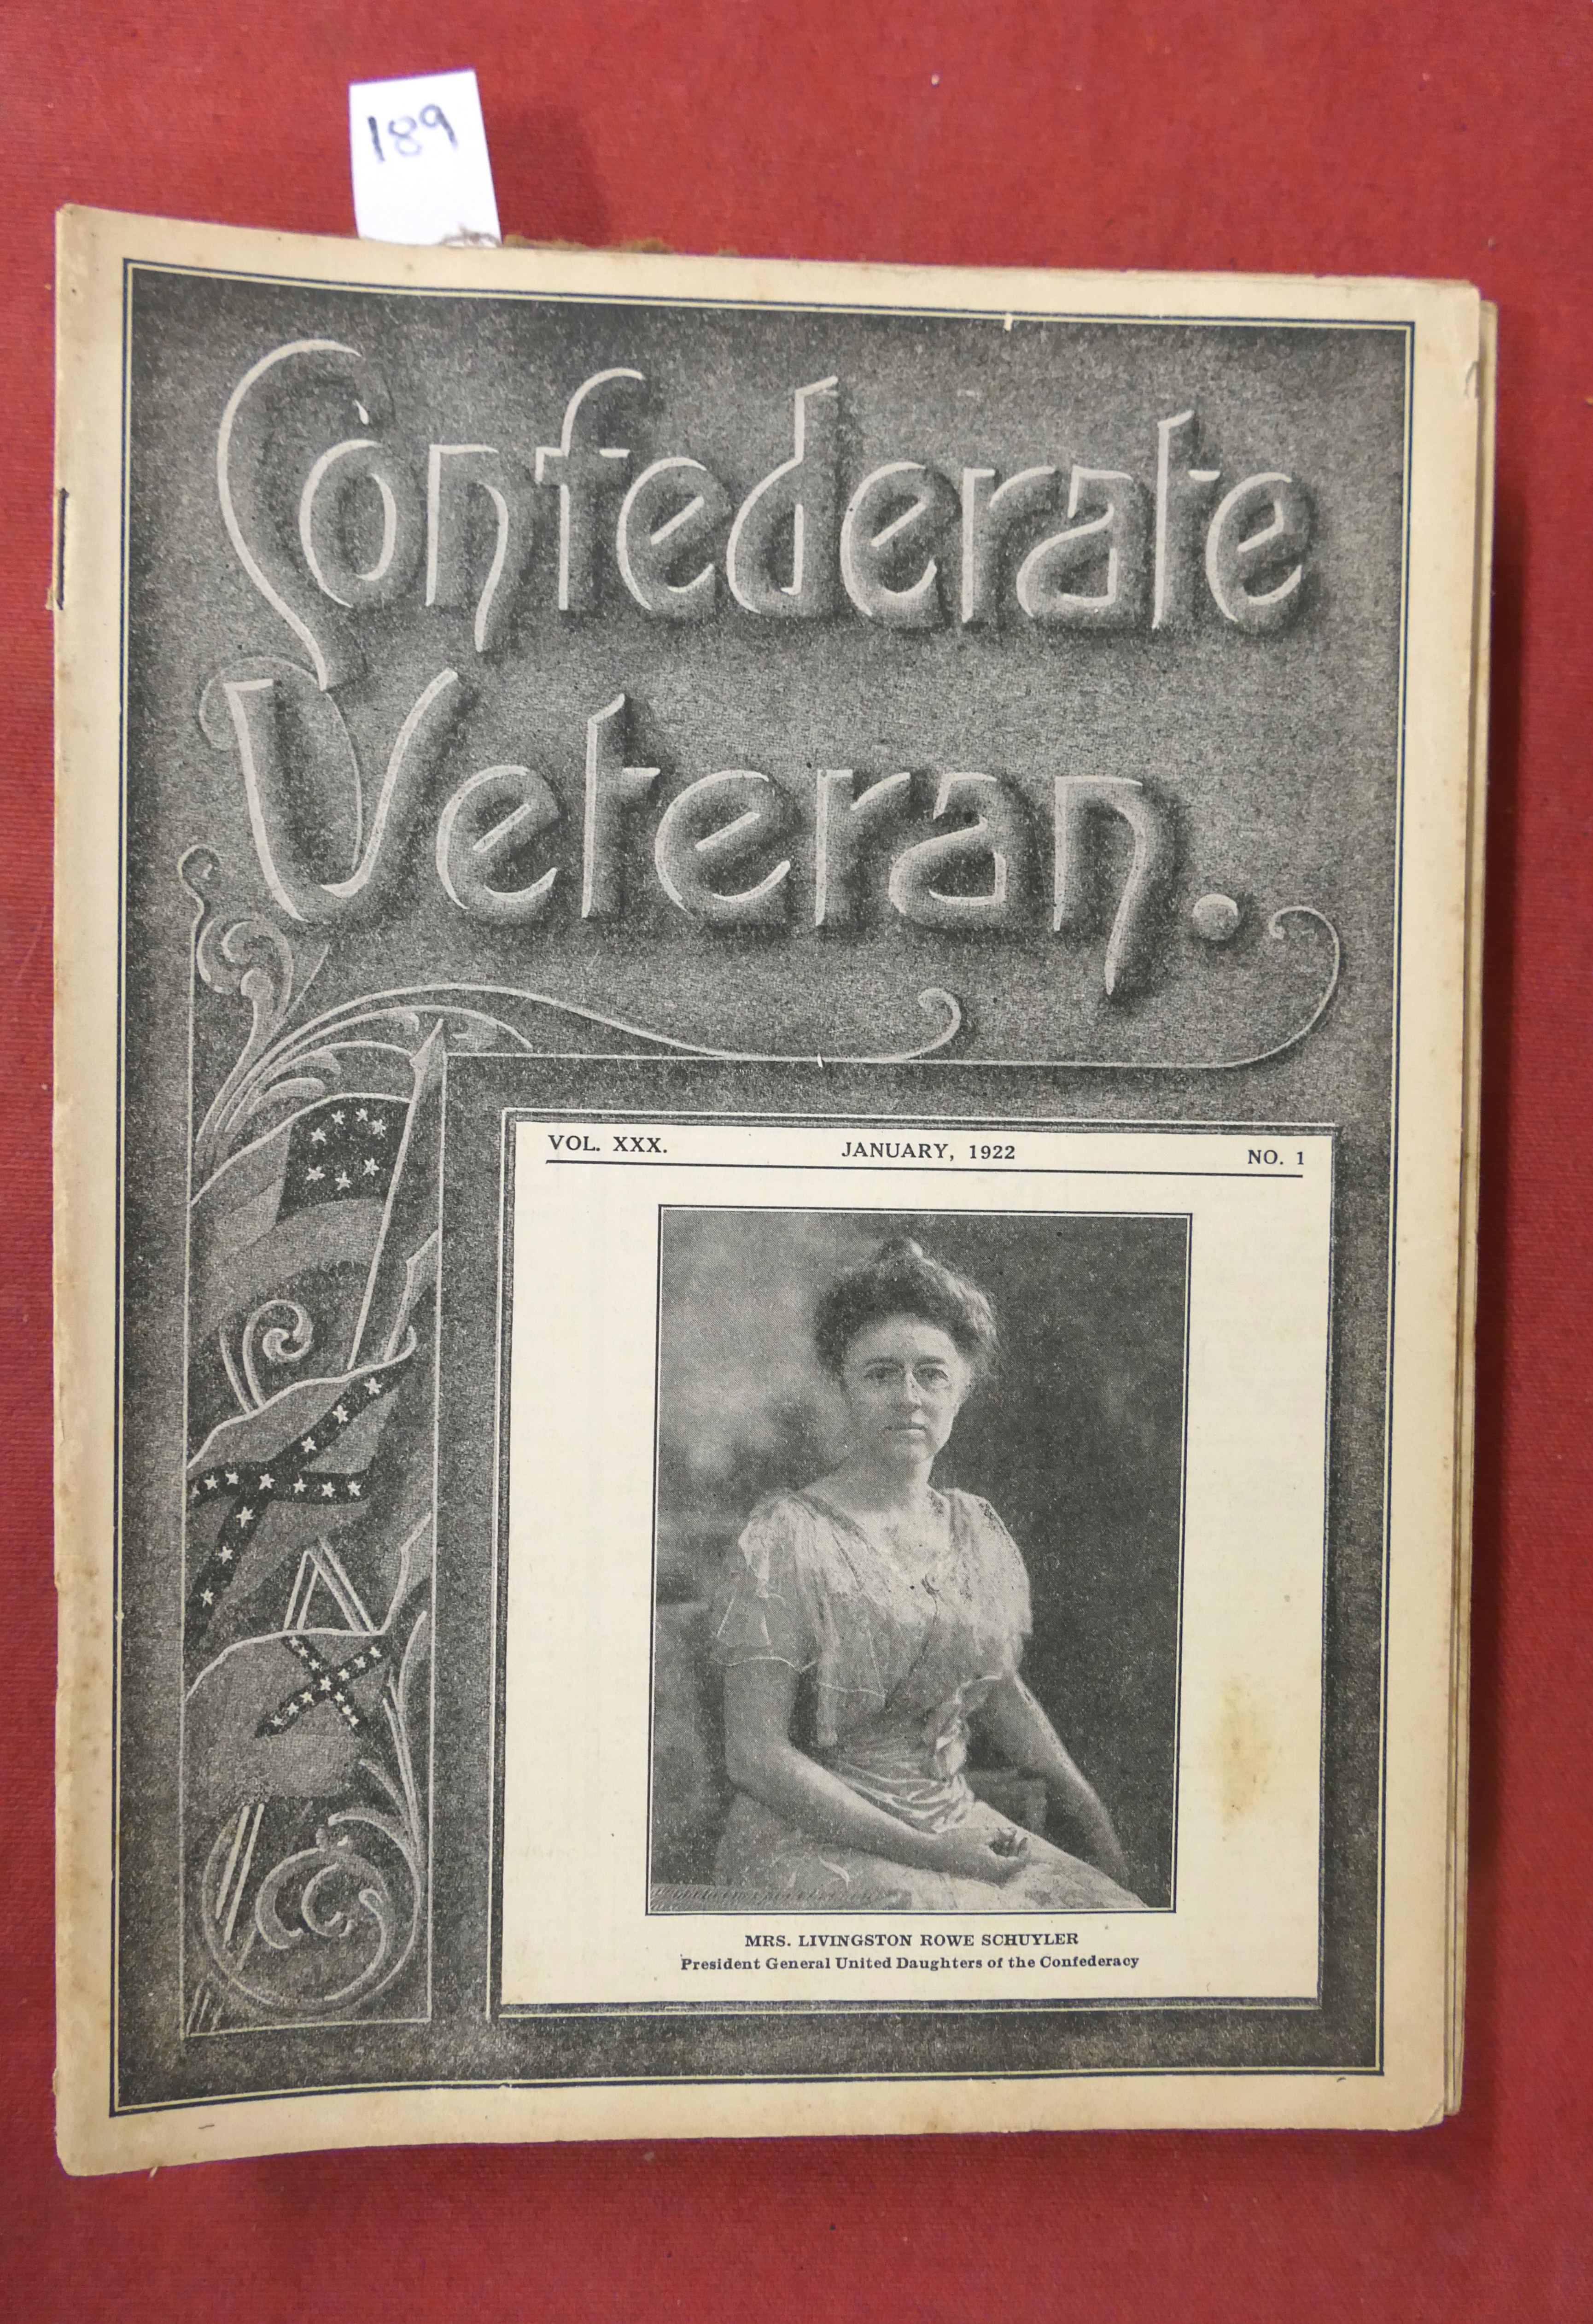 189
Confederate
Veteran.
VOL. XXX. JANUARY, 1922 NO. 1
MRS. LIVINGSTON ROWE SCHUYLER
President General United Daughters of the Confederacy